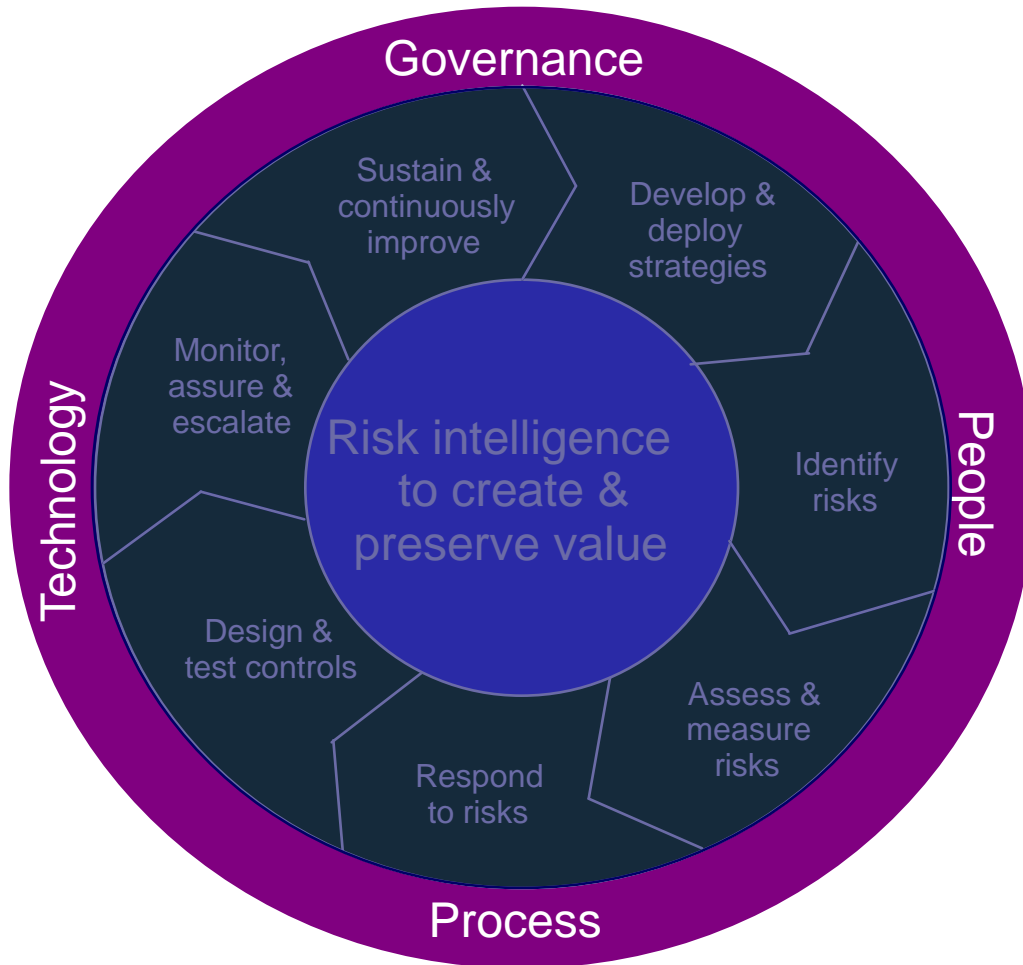 Governance
Sustain &
continuously
improve
Develop &
deploy
strategies
Monitor,
assure &
escalate
Technology
Risk intelligence
to create &
preserve value
Identify
risks
People
Design &
test controls
Assess &
measure
risks
Respond
to risks
Process